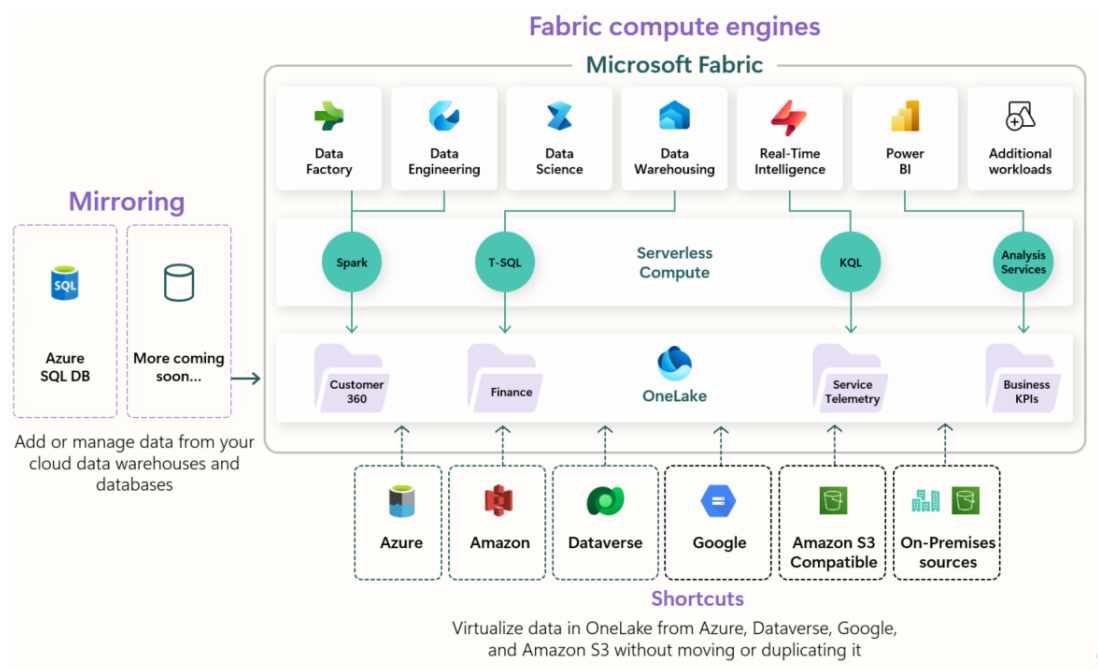 Fabric compute engines
Microsoft Fabric
Data
Factory
Data
Engineering
Data
Science
Data
Warehousing
Real-Time
Intelligence
Power
BI
Additional
workloads
Mirroring
SQL
Azure
SQL DB
More coming
soon...
Add or manage data from your
cloud data warehouses and
databases
Spark
T-SQL
Serverless
Compute
KQL
Analysis
Services
Customer
360
Finance
OneLake
Service
Telemetry
Business
KPIs
Azure
Amazon
Dataverse
Google
Amazon S3
Compatible
On-Premises
sources
Shortcuts
Virtualize data in OneLake from Azure, Dataverse, Google,
and Amazon S3 without moving or duplicating it